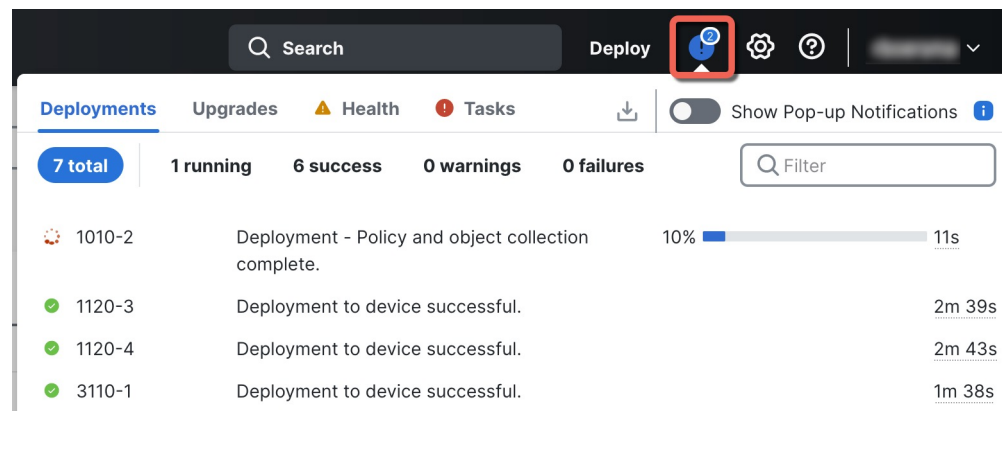 Search
Deploy
2
Deployments Upgrades Health Tasks Show Pop-up Notifications
7 total 1 running 6 success 0 warnings 0 failures Filter
1010-2 Deployment - Policy and object collection 10% 11s
complete.
1120-3 Deployment to device successful. 2m 39s
1120-4 Deployment to device successful. 2m 43s
3110-1 Deployment to device successful. 1m 38s